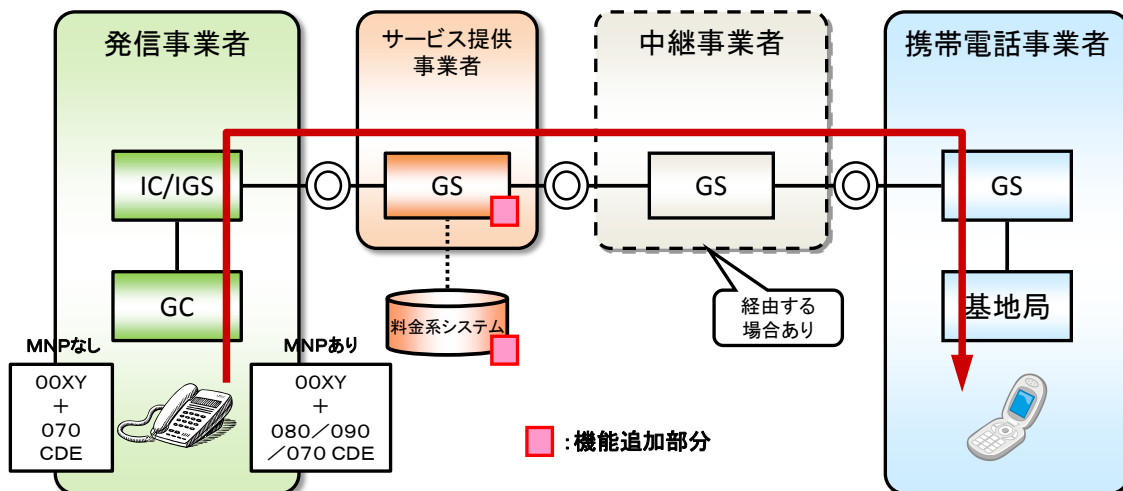 発信事業者
サービス提供
事業者
中継事業者
携帯電話事業者
IC/IGS
GS
GS
GS
GC
料金系システム
経由する
場合あり
基地局
MNPなし
00XY
+
070
CDE
MNPあり
00XY
+
080/090
/070 CDE
:機能追加部分